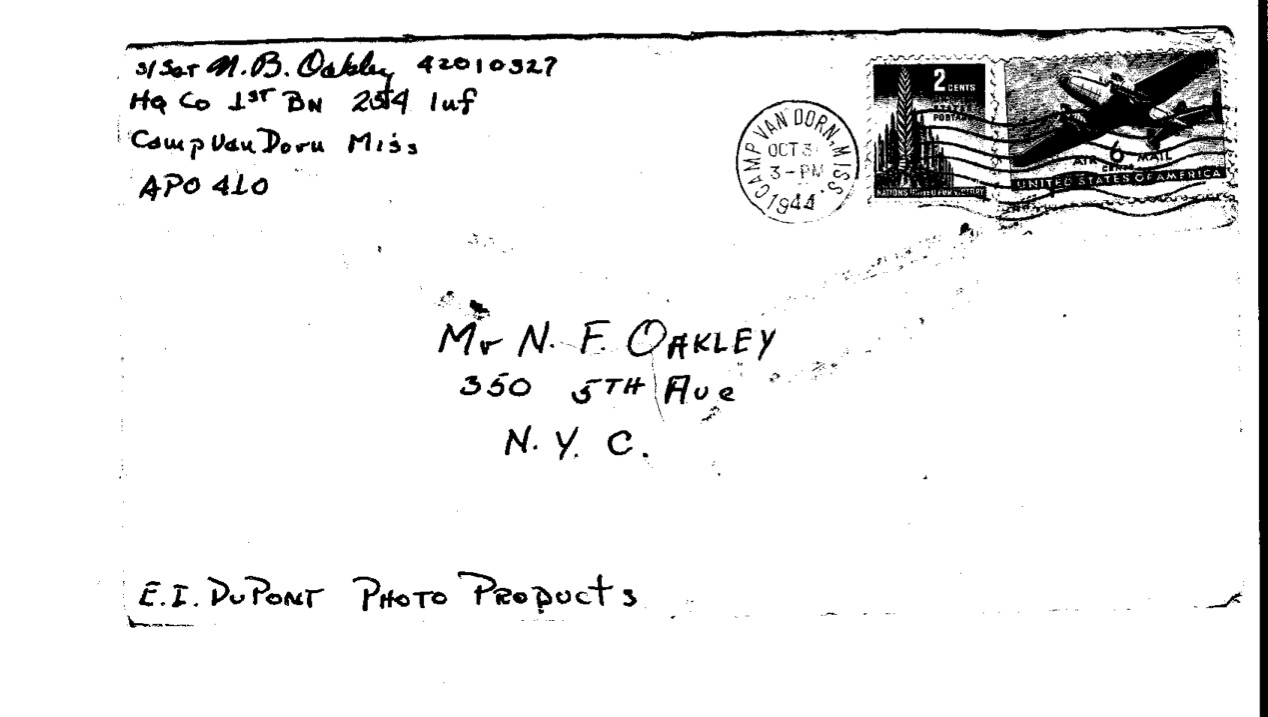 S/Sgt N.B. Oakley 42010327
Hq Co 1ST BN 254 Inf
Camp Van Dorn Miss
APO 410
CAMP VAN DORN, MISS.
OCT 3
3-PM
1944
2 CENTS
UNITED STATES
POSTAGE
NATIONS UNITED FOR VICTORY
6
CENTS
AIR MAIL
UNITED STATES OF AMERICA
Mr N. F. OAKLEY
350 5TH Ave
N.Y.C.
E.I. DuPONT PHOTO PRODUCTS